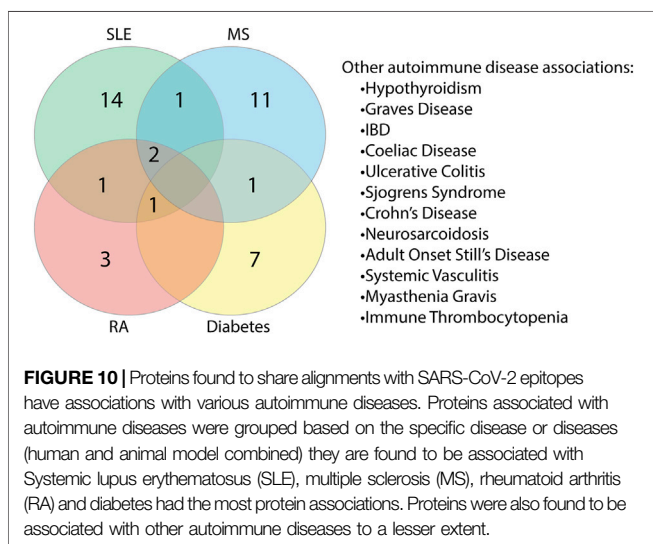 SLE
MS
14
1
11
2
1
1
1
3
7
RA
Diabetes
Other autoimmune disease associations:
•Hypothyroidism
•Graves Disease
•IBD
•Coeliac Disease
•Ulcerative Colitis
•Sjogrens Syndrome
•Crohn's Disease
•Neurosarcoidosis
•Adult Onset Still's Disease
•Systemic Vasculitis
•Myasthenia Gravis
•Immune Thrombocytopenia
FIGURE 10 | Proteins found to share alignments with SARS-CoV-2 epitopes
have associations with various autoimmune diseases. Proteins associated with
autoimmune diseases were grouped based on the specific disease or diseases
(human and animal model combined) they are found to be associated with
Systemic lupus erythematosus (SLE), multiple sclerosis (MS), rheumatoid arthritis
(RA) and diabetes had the most protein associations. Proteins were also found to be
associated with other autoimmune diseases to a lesser extent.